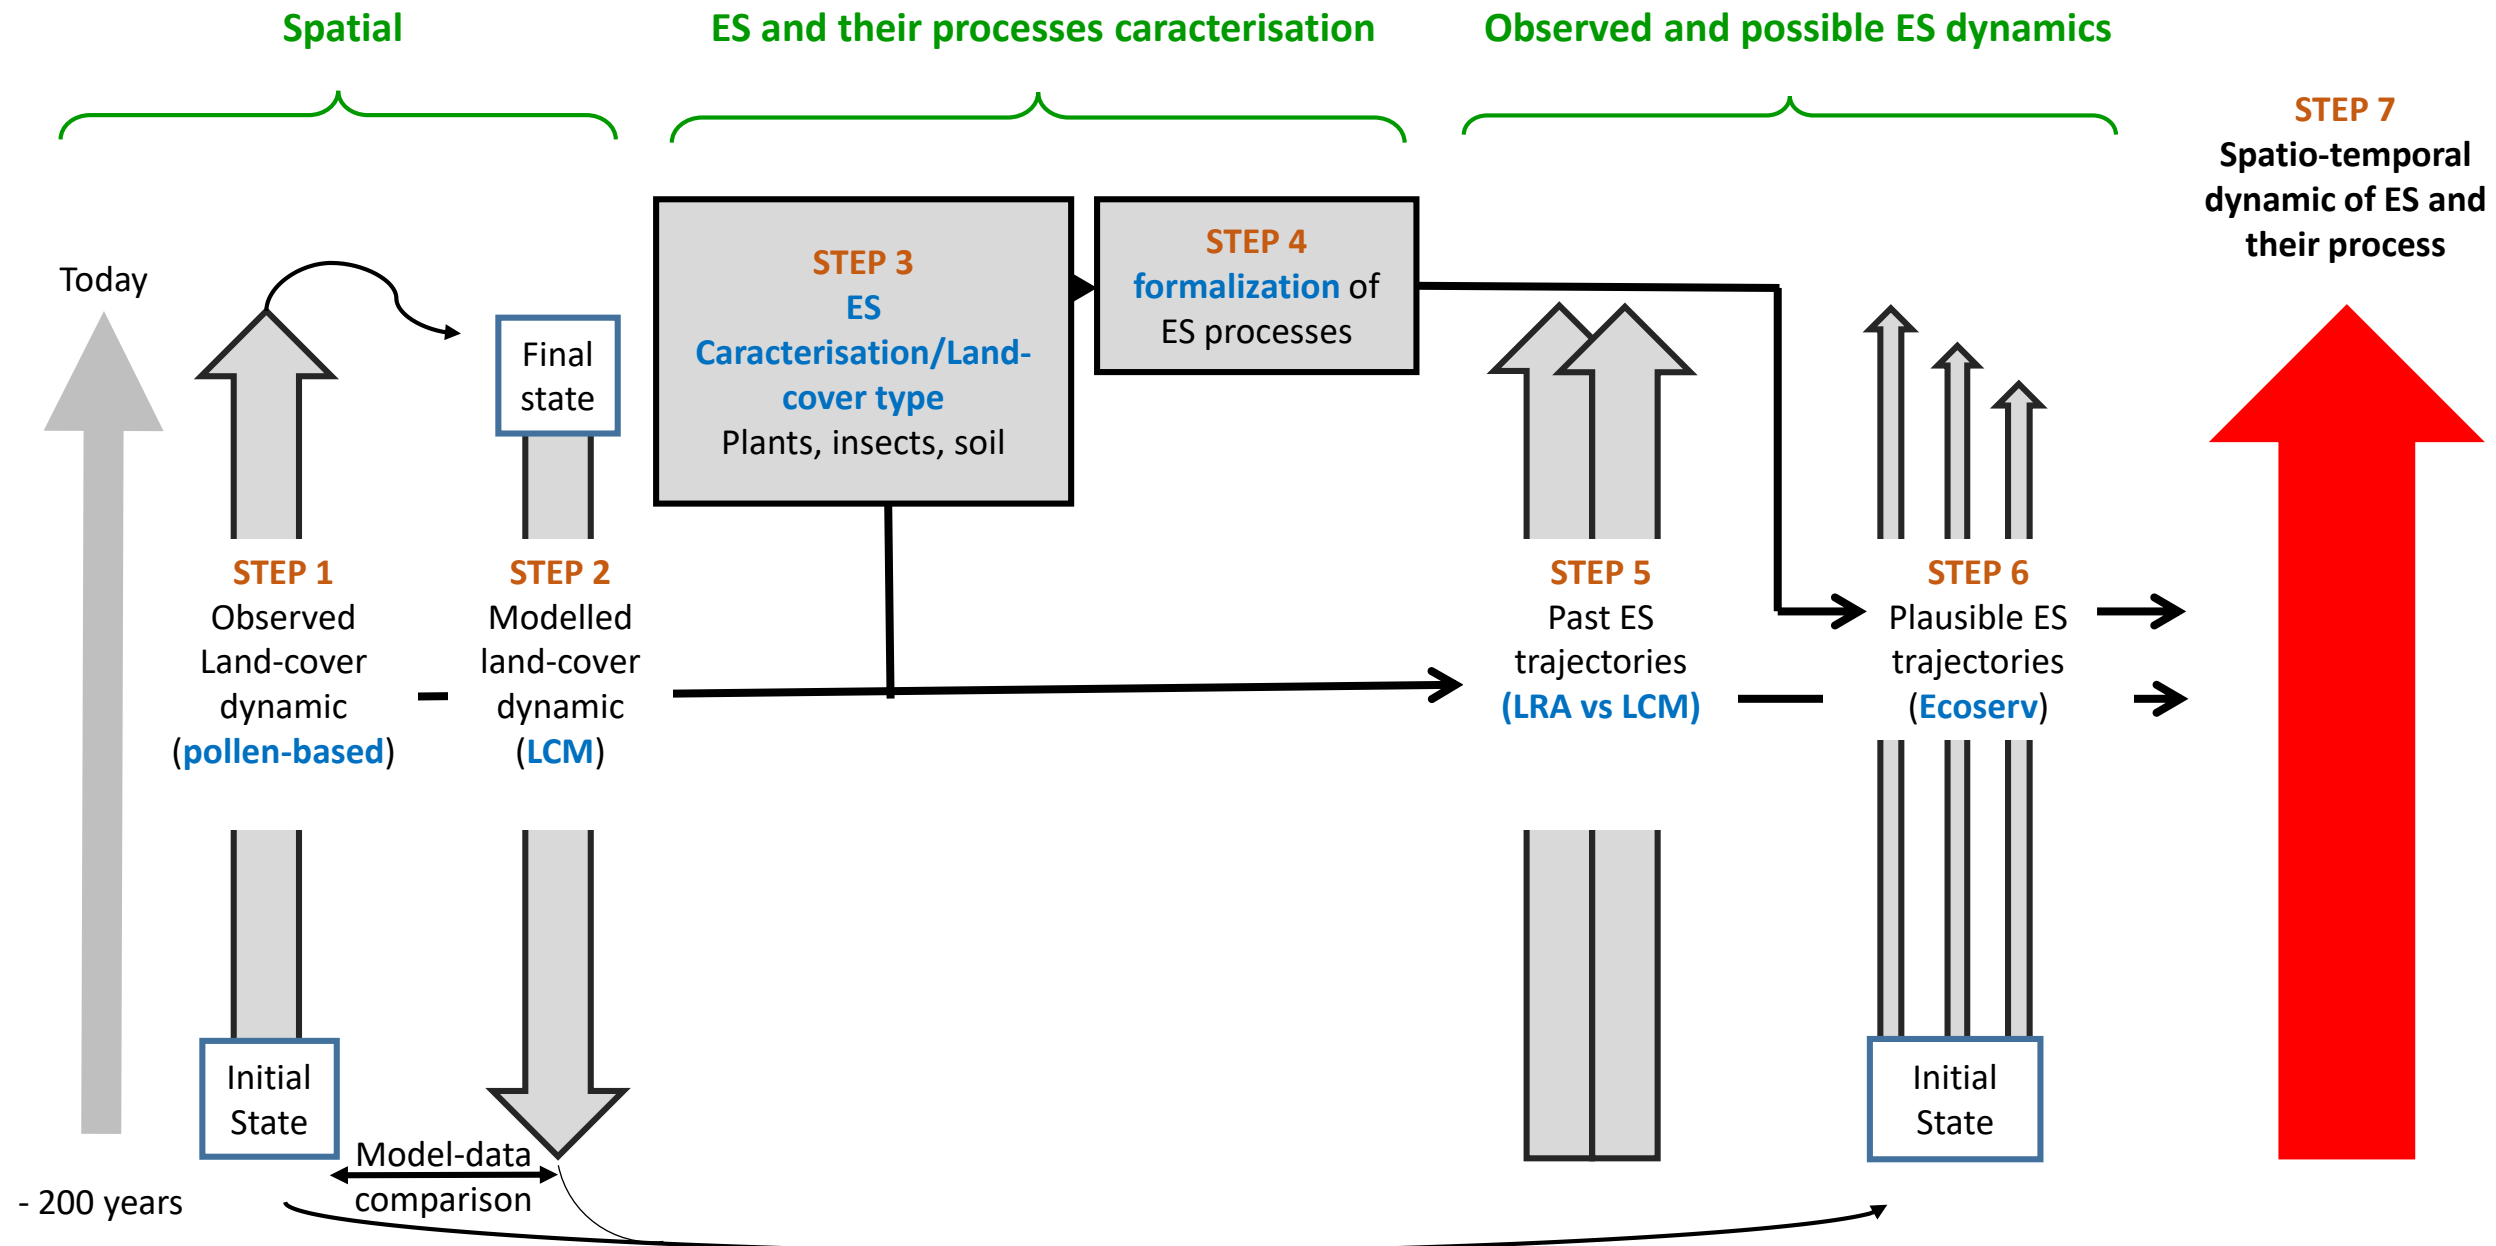 Spatial
ES and their processes caracterisation
Observed and possible ES dynamics
STEP 7
Spatio-temporal
dynamic of ES and
their process
Today
Final
state
STEP 3
ES
Caracterisation/Land-
cover type
Plants, insects, soil
STEP 4
formalization of
ES processes
STEP 1
Observed
Land-cover
dynamic
(pollen-based)
STEP 2
Modelled
land-cover
dynamic
(LCM)
STEP 5
Past ES
trajectories
(LRA vs LCM)
STEP 6
Plausible ES
trajectories
(Ecoserv)
Initial
State
Model-data
comparison
Initial
State
- 200 years